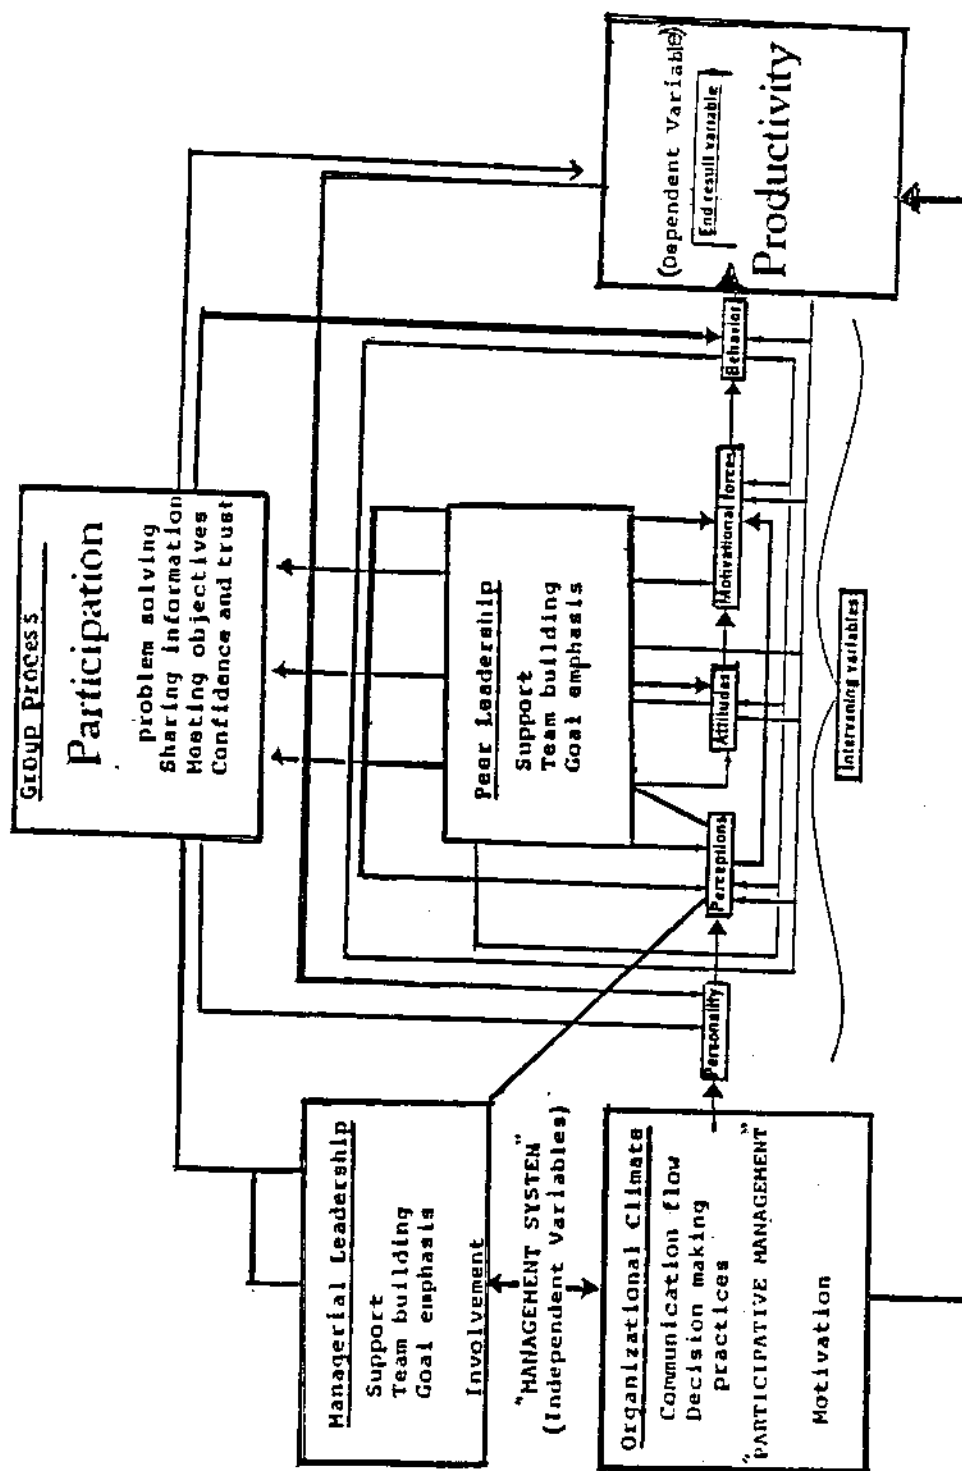 Group Process
Participation
problem solving
Sharing information
Meeting objectives
Confidence and trust
Managerial Leadership
Support
Team building
Goal emphasis
Involvement
"MANAGEMENT SYSTEM"
(Independent Variables)
Organizational Climate
Communication flow
Decision making
practices
"PARTICIPATIVE MANAGEMENT"
Motivation
Peer Leadership
Support
Team building
Goal emphasis
Personality
Perceptions
Attitudes
Motivational forces
Behavior
Intervening variables
(Dependent Variable)
End result variable
Productivity